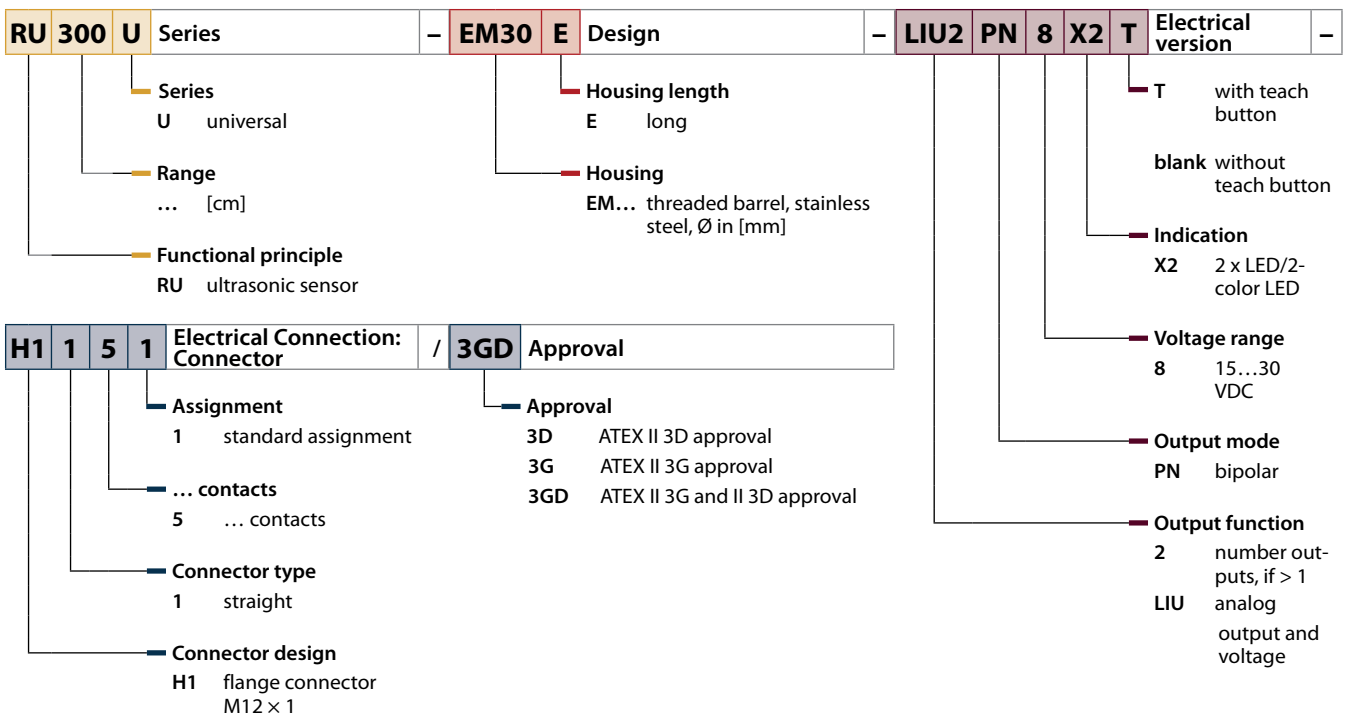 RU 300 U Series – EM30 E Design – LIU2 PN 8 X2 T Electrical version –
Series
U universal
Range
… [cm]
Functional principle
RU ultrasonic sensor
Housing length
E long
Housing
EM… threaded barrel, stainless
steel, Ø in [mm]
T with teach
button
blank without
teach button
Indication
X2 2 x LED/2-
color LED
Voltage range
8 15…30
VDC
Output mode
PN bipolar
Output function
2 number out-
puts, if > 1
LIU analog
output and
voltage
H1 1 5 1 Electrical Connection:
Connector / 3GD Approval
Assignment
1 standard assignment
… contacts
5 … contacts
Connector type
1 straight
Connector design
H1 flange connector
M12 × 1
Approval
3D ATEX II 3D approval
3G ATEX II 3G approval
3GD ATEX II 3G and II 3D approval